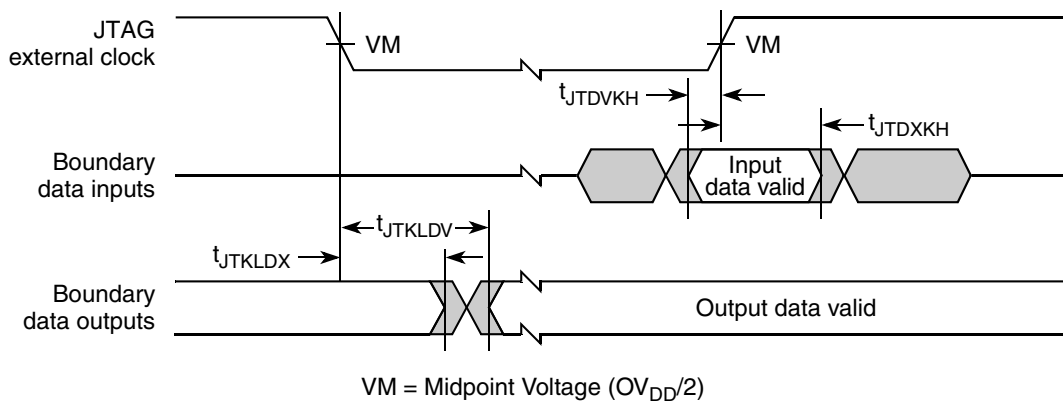 JTAG
external clock
VM
VM
tJTDVKH
tJTDXKH
Boundary
data inputs
Input
data valid
tJTKLDV
tJTKLDX
Boundary
data outputs
Output data valid
VM = Midpoint Voltage (OVDD/2)